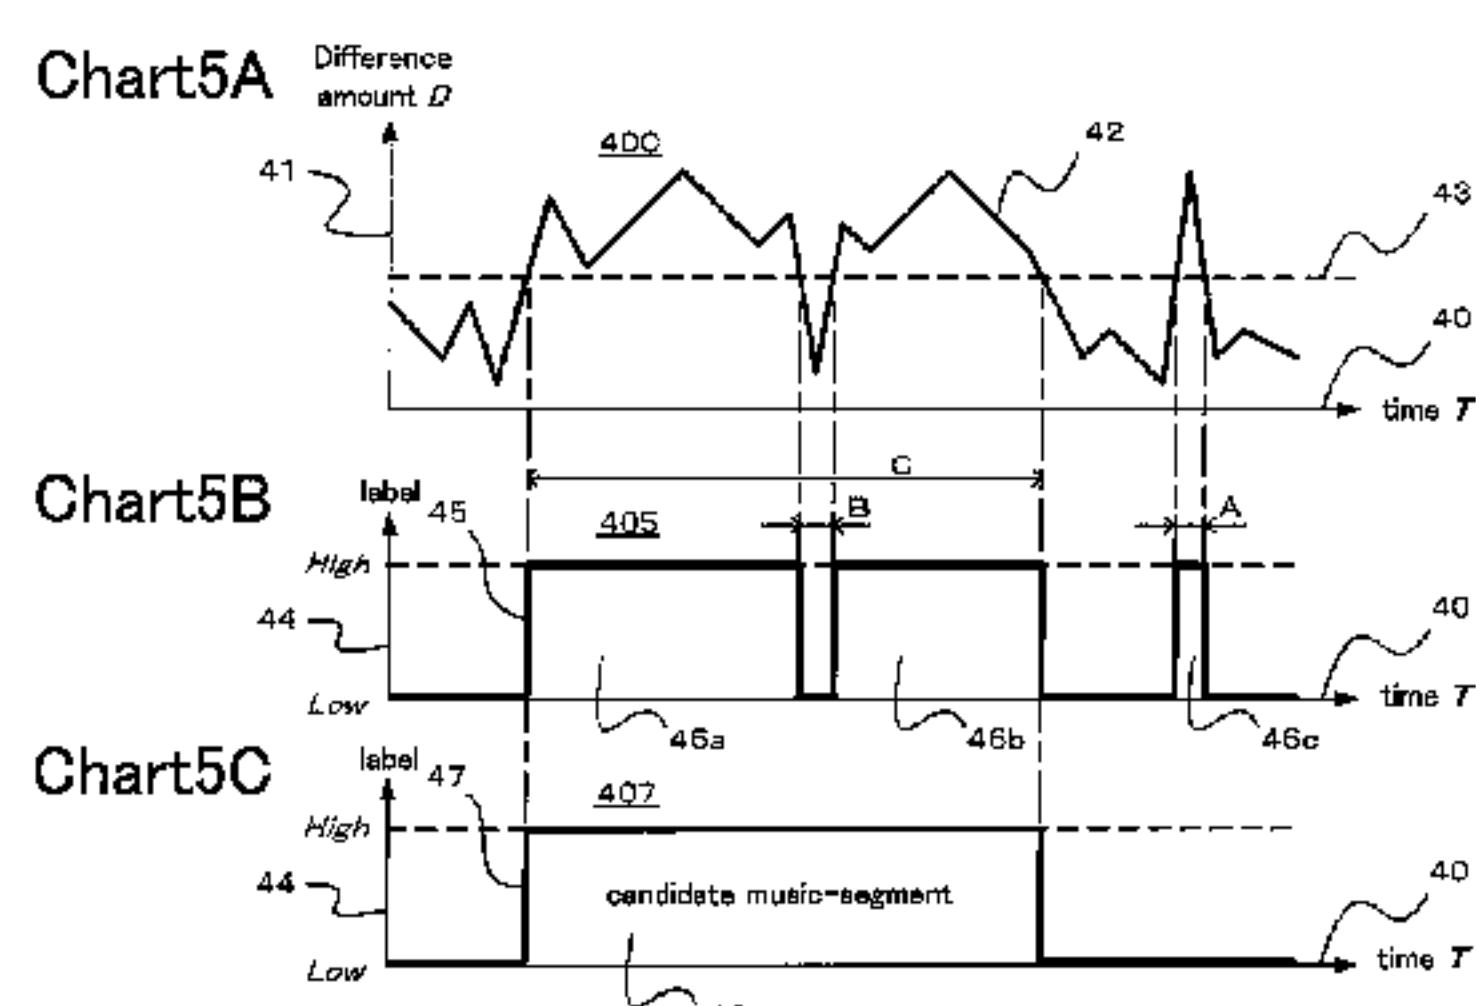 Chart5A
Difference
amount D
400
41
42
43
40
time T
Chart5B
label
45
405
C
B
A
High
44
40
Low
time T
46a
46b
46c
Chart5C
label
47
407
High
44
candidate music-segment
40
Low
time T